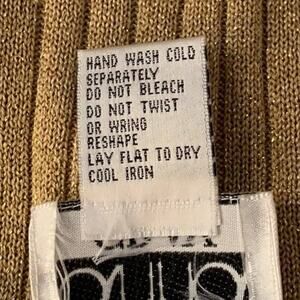 HAND WASH COLD
SEPARATELY
DO NOT BLEACH
DO NOT TWIST
OR WRING
RESHAPE
LAY FLAT TO DRY
COOL IRON